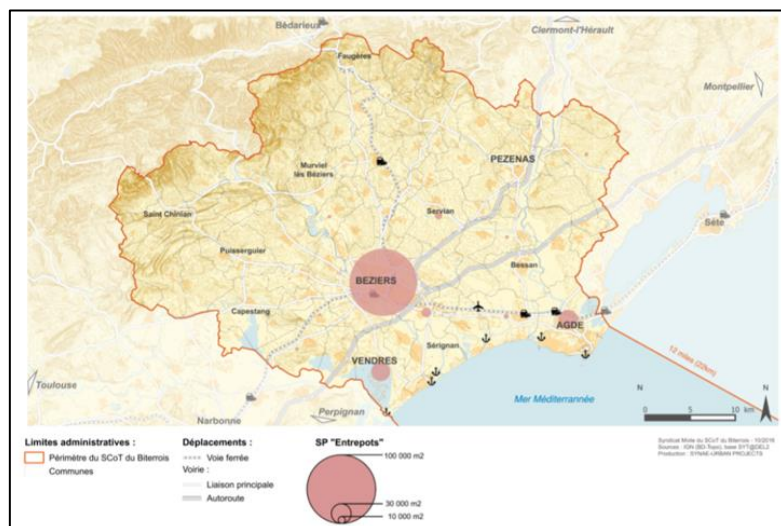 Bédarieux
Clermont-l'Hérault
Faugères
Montpellier
PEZENAS
Murviel
lès Béziers
Saint Chinian
Servian
Sète
Puisserguier
Bessan
BEZIERS
Capestang
AGDE
Sérignan
VENDRES
12 miles (22km)
Toulouse
Mer Méditerrannée
Narbonne
Perpignan
N
N
0 5 10 km
Limites administratives :
Périmètre du SCoT du Biterrois
Communes
Déplacements :
Voie ferrée
Voirie :
Liaison principale
Autoroute
SP "Entrepots"
100 000 m2
30 000 m2
10 000 m2
Syndicat Mixte du SCoT du Biterrois - 10/2016
Sources : IGN (BD-Topo), base SYT@DEL2
Production : SYNAE-URBAN PROJECTS